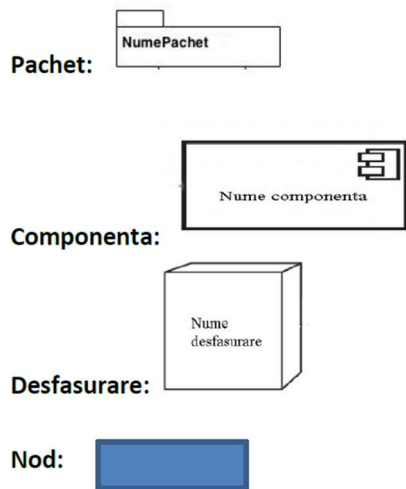 NumePachet
Pachet:
Nume componenta
Componenta:
Nume
desfasurare
Desfasurare:
Nod: